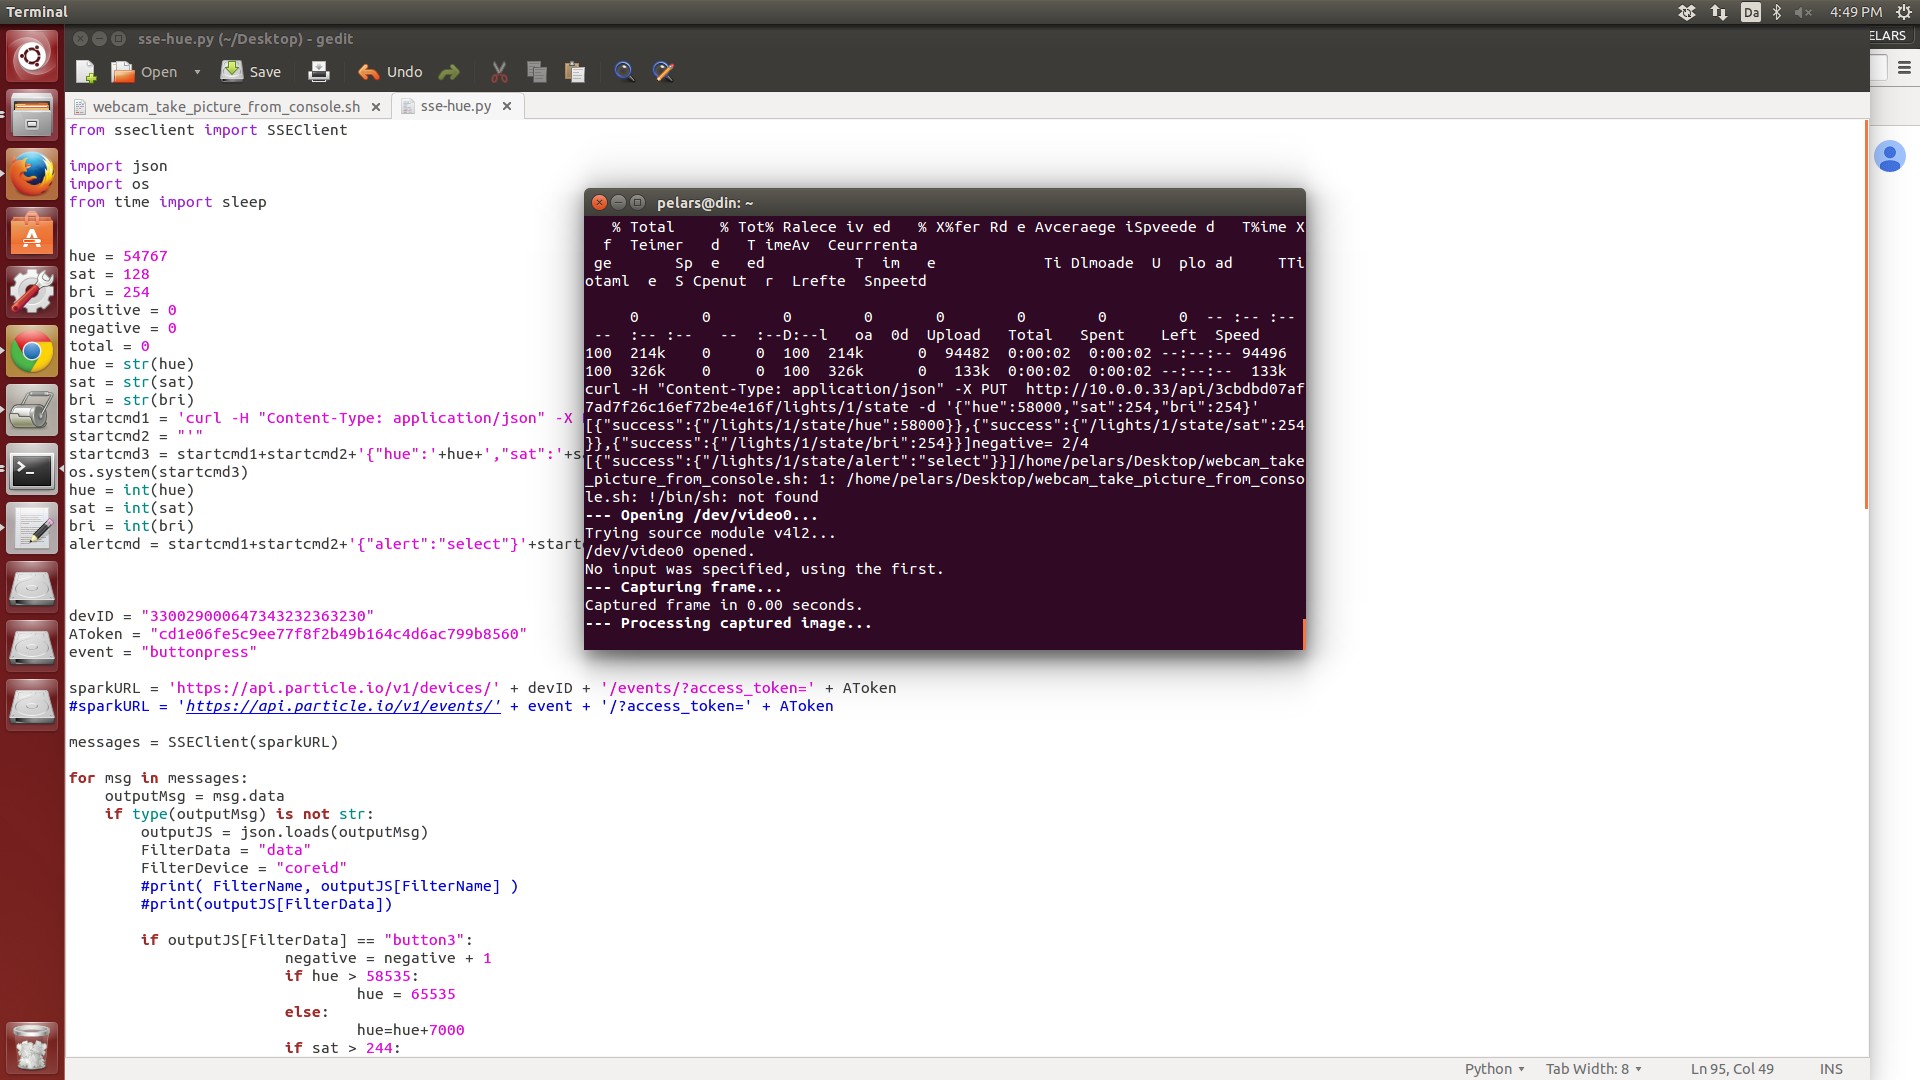 Terminal
Da
4:49 PM
ELARS
sse-hue.py (~/Desktop) - gedit
Open
Save
Undo
webcam_take_picture_from_console.sh
sse-hue.py
from sseclient import SSEClient
import json
import os
from time import sleep
hue = 54767
sat = 128
bri = 254
positive = 0
negative = 0
total = 0
hue = str(hue)
sat = str(sat)
bri = str(bri)
startcmd1 = 'curl -H "Content-Type: application/json" -X
startcmd2 = "'"
startcmd3 = startcmd1+startcmd2+'{"hue":'+hue+',"sat":'+s
os.system(startcmd3)
hue = int(hue)
sat = int(sat)
bri = int(bri)
alertcmd = startcmd1+startcmd2+'{"alert":"select"}'+start
devID = "330029000647343232363230"
AToken = "cd1e06fe5c9ee77f8f2b49b164c4d6ac799b8560"
event = "buttonpress"
sparkURL = 'https://api.particle.io/v1/devices/' + devID + '/events/?access_token=' + AToken
#sparkURL = 'https://api.particle.io/v1/events/' + event + '/?access_token=' + AToken
messages = SSEClient(sparkURL)
for msg in messages:
    outputMsg = msg.data
    if type(outputMsg) is not str:
        outputJS = json.loads(outputMsg)
        FilterData = "data"
        FilterDevice = "coreid"
        #print( FilterName, outputJS[FilterName] )
        #print(outputJS[FilterData])
        if outputJS[FilterData] == "button3":
                        negative = negative + 1
                        if hue > 58535:
                                hue = 65535
                        else:
                                hue=hue+7000
                        if sat > 244:
pelars@din: ~
   % Total     % Tot% Ralece iv ed   % X%fer Rd e Avceraege iSpveede d   T%ime X
  f  Teimer   d   T imeAv  Ceurrrenta
 ge       Sp  e   ed          T  im   e            Ti Dlmoade  U  plo ad     TTi
otaml  e  S Cpenut  r  Lrefte  Snpeetd
     0       0        0        0       0        0        0        0  -- :-- :--
 --  :-- :--   --  :--D:--l   oa  0d  Upload   Total   Spent    Left  Speed
100  214k    0     0  100  214k      0  94482  0:00:02  0:00:02 --:--:-- 94496
100  326k    0     0  100  326k      0   133k  0:00:02  0:00:02 --:--:--  133k
curl -H "Content-Type: application/json" -X PUT  http://10.0.0.33/api/3cbdbd07af
7ad7f26c16ef72be4e16f/lights/1/state -d '{"hue":58000,"sat":254,"bri":254}'
[{"success":{"/lights/1/state/hue":58000}},{"success":{"/lights/1/state/sat":254
}},{"success":{"/lights/1/state/bri":254}}]negative= 2/4
[{"success":{"/lights/1/state/alert":"select"}}]/home/pelars/Desktop/webcam_take
_picture_from_console.sh: 1: /home/pelars/Desktop/webcam_take_picture_from_conso
le.sh: !/bin/sh: not found
--- Opening /dev/video0...
Trying source module v4l2...
/dev/video0 opened.
No input was specified, using the first.
--- Capturing frame...
Captured frame in 0.00 seconds.
--- Processing captured image...
Python
Tab Width: 8
Ln 95, Col 49
INS